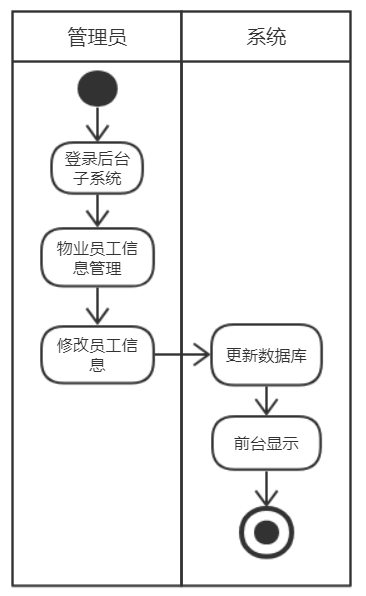 管理员
系统
登录后台
子系统
物业员工信
息管理
修改员工信
息
更新数据库
前台显示